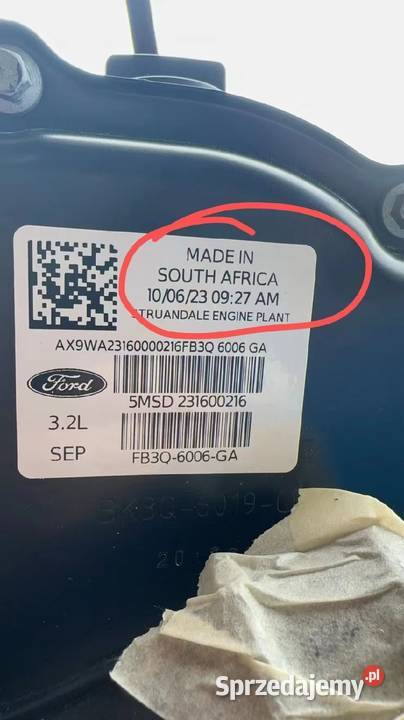 MADE IN
SOUTH AFRICA
10/06/23 09:27 AM
STRUANDALE ENGINE PLANT
AX9WA23160000216FB3Q 6006 GA
Ford
5MSD 231600216
3.2L
SEP
FB3Q-6006-GA
Sprzedajemy.pl